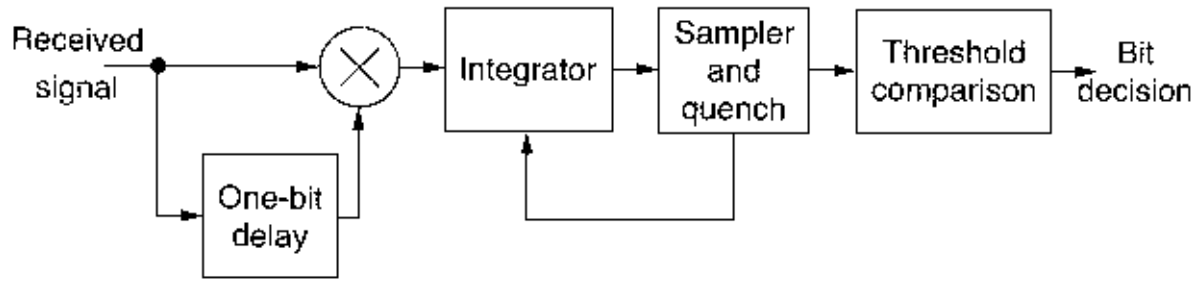 Received
signal
One-bit
delay
Integrator
Sampler
and
quench
Threshold
comparison
Bit
decision